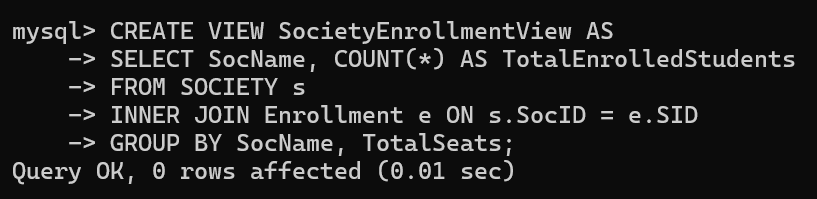 mysql> CREATE VIEW SocietyEnrollmentView AS
    -> SELECT SocName, COUNT(*) AS TotalEnrolledStudents
    -> FROM SOCIETY s
    -> INNER JOIN Enrollment e ON s.SocID = e.SID
    -> GROUP BY SocName, TotalSeats;
Query OK, 0 rows affected (0.01 sec)